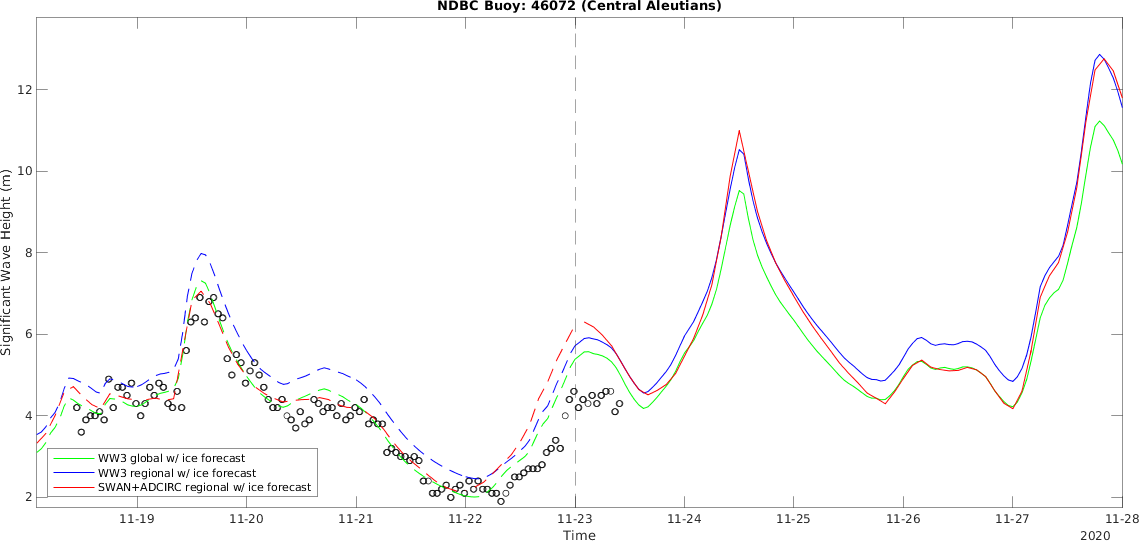 NDBC Buoy: 46072 (Central Aleutians)
12
10
8
6
4
2
Significant Wave Height (m)
WW3 global w/ ice forecast
WW3 regional w/ ice forecast
SWAN+ADCIRC regional w/ ice forecast
11-19 11-20 11-21 11-22 11-23 11-24 11-25 11-26 11-27 11-28
Time
2020